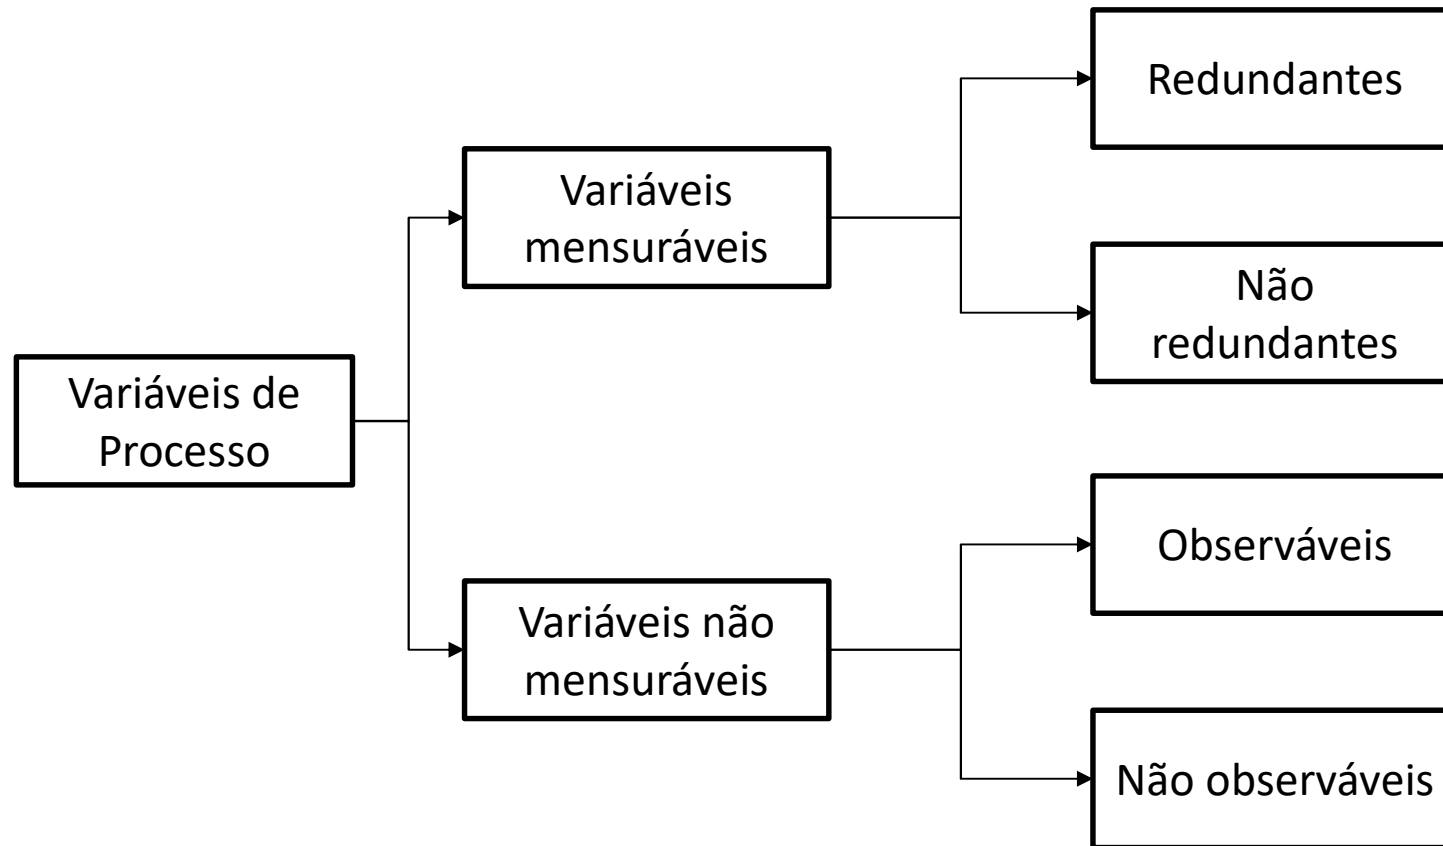 Variáveis de
Processo
Variáveis
mensuráveis
Redundantes
Não
redundantes
Variáveis não
mensuráveis
Observáveis
Não observáveis